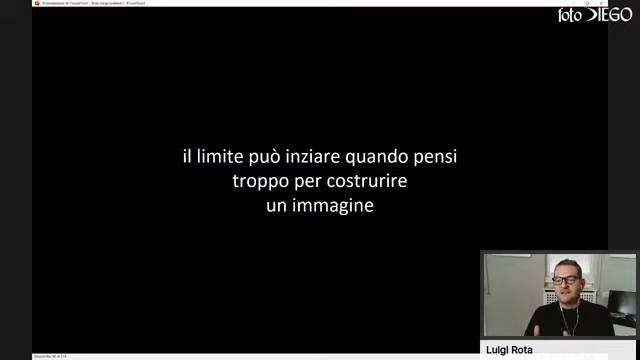 foto DIEGO
il limite può inziare quando pensi
troppo per costrurire
un immagine
Luigi Rota